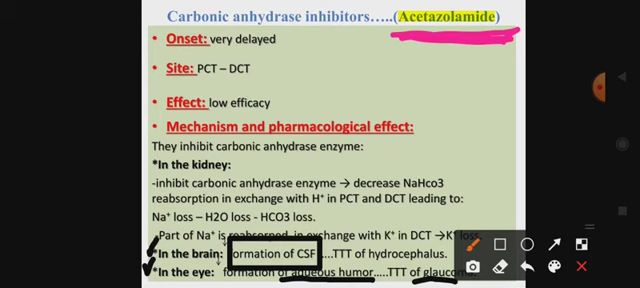 Carbonic anhydrase inhibitors.....(Acetazolamide)
• Onset: very delayed
• Site: PCT – DCT
• Effect: low efficacy
• Mechanism and pharmacological effect:
They inhibit carbonic anhydrase enzyme:
*In the kidney:
-inhibit carbonic anhydrase enzyme → decrease NaHco3
reabsorption in exchange with H⁺ in PCT and DCT leading to:
Na⁺ loss – H2O loss - HCO3 loss.
Part of Na⁺ is reabsorped in exchange with K⁺ in DCT → K⁺ loss.
*In the brain: ↓ formation of CSF....TTT of hydrocephalus.
*In the eye: ↓ formation of aqueous humor.....TTT of glaucoma